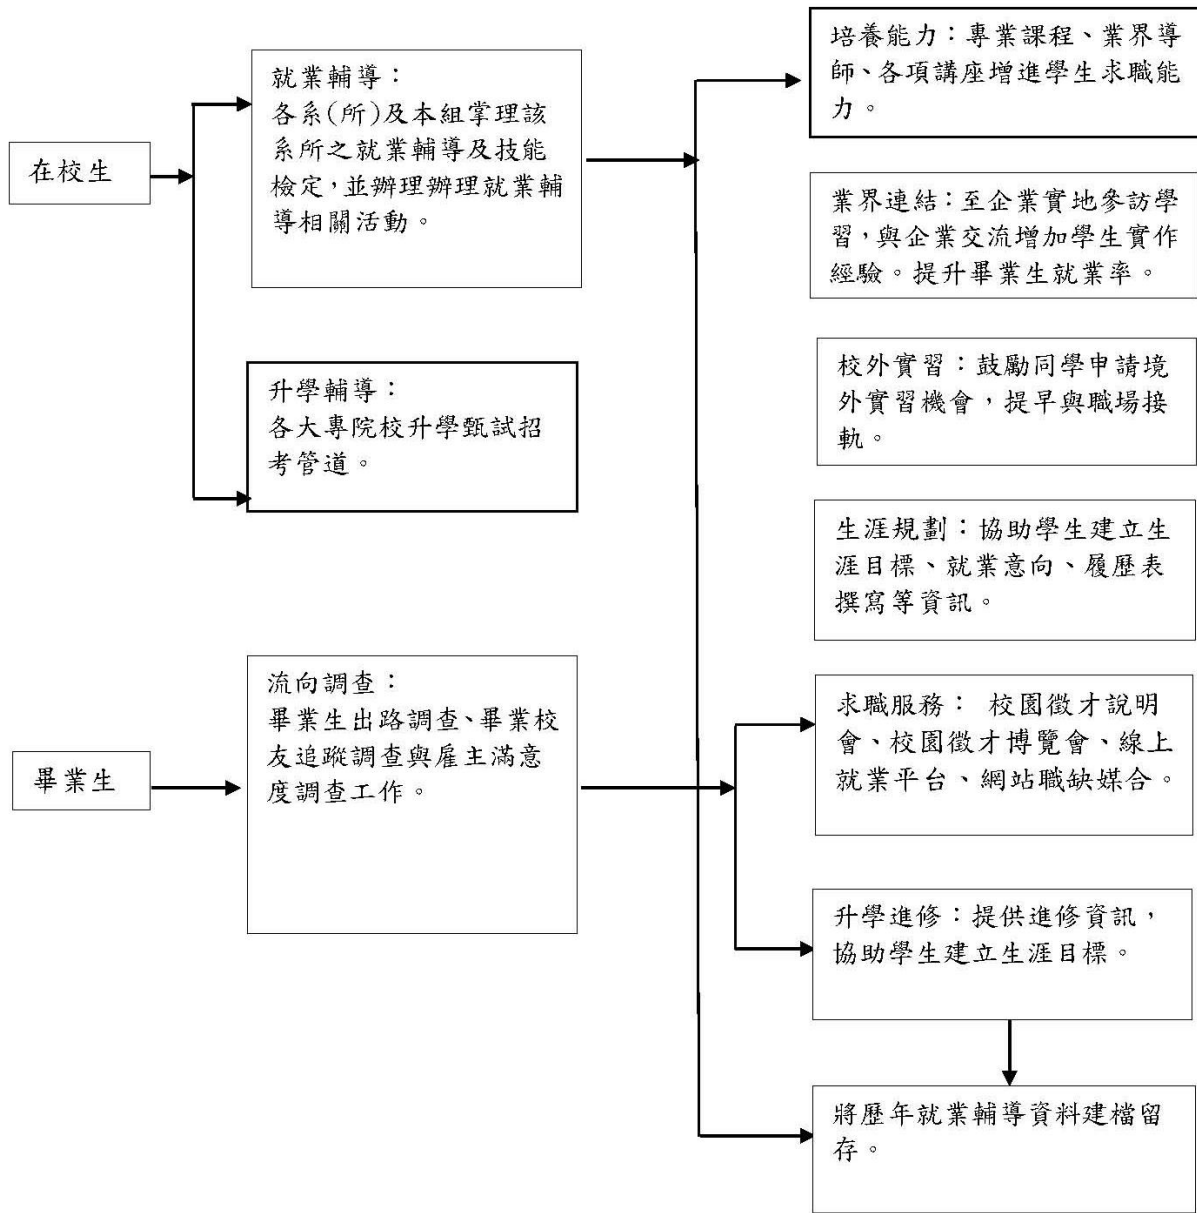 在校生
就業輔導：
各系(所)及本組掌理該
系所之就業輔導及技能
檢定，並辦理辦理就業輔
導相關活動。
升學輔導：
各大專院校升學甄試招
考管道。
畢業生
流向調查：
畢業生出路調查、畢業校
友追蹤調查與雇主滿意
度調查工作。
培養能力：專業課程、業界導
師、各項講座增進學生求職能
力。
業界連結：至企業實地參訪學
習，與企業交流增加學生實作
經驗。提升畢業生就業率。
校外實習：鼓勵同學申請境
外實習機會，提早與職場接
軌。
生涯規劃：協助學生建立生
涯目標、就業意向、履歷表
撰寫等資訊。
求職服務： 校園徵才說明
會、校園徵才博覽會、線上
就業平台、網站職缺媒合。
升學進修：提供進修資訊，
協助學生建立生涯目標。
將歷年就業輔導資料建檔留
存。